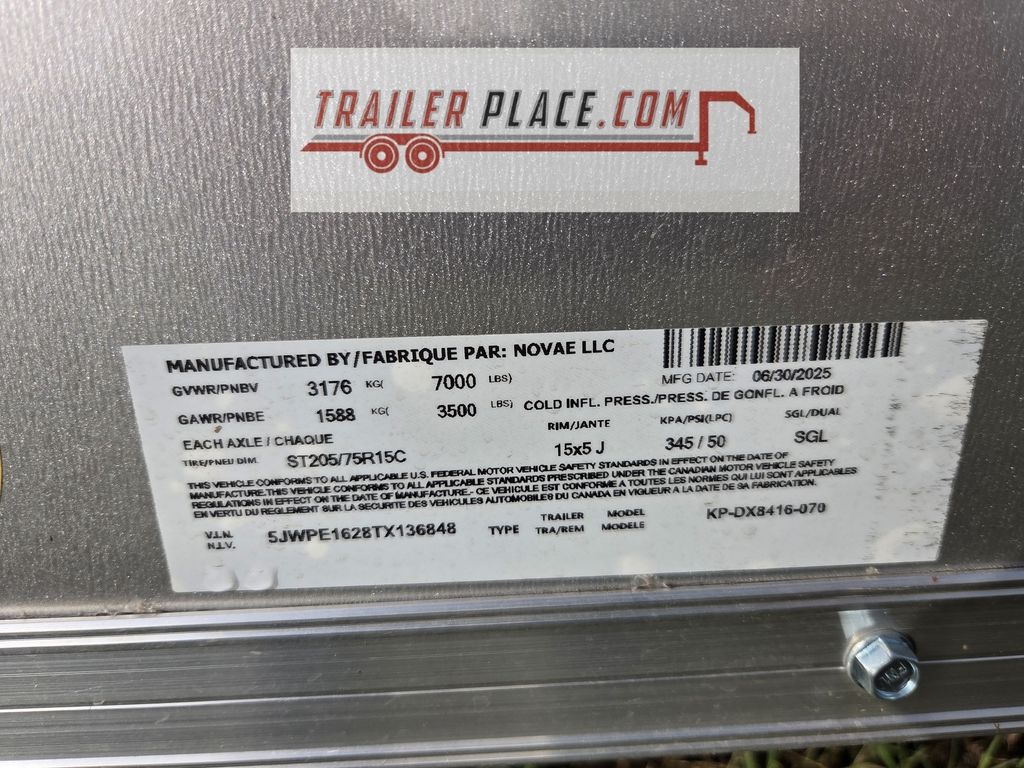 TRAILER PLACE.COM
MANUFACTURED BY/FABRIQUE PAR: NOVAE LLC
GVWR/PNBV 3176 KG( 7000 LBS) MFG DATE: 06/30/2025
GAWR/PNBE 1588 KG( 3500 LBS) COLD INFL. PRESS./PRESS. DE GONFL. A FROID
EACH AXLE / CHAQUE RIM/JANTE KPA/PSI(LPC) SGL/DUAL
TIRE/PNEU DIM. ST205/75R15C 15x5 J 345 / 50 SGL
THIS VEHICLE CONFORMS TO ALL APPLICABLE U.S. FEDERAL MOTOR VEHICLE SAFETY STANDARDS IN EFFECT ON THE DATE OF
MANUFACTURE.THIS VEHICLE CONFORMS TO ALL APPLICABLE STANDARDS PRESCRIBED UNDER THE CANADIAN MOTOR VEHICLE SAFETY
REGULATIONS IN EFFECT ON THE DATE OF MANUFACTURE.- CE VEHICULE EST CONFORME A TOUTES LES NORMES QUI LUI SONT APPLICABLES
EN VERTU DU REGLEMENT SUR LA SECURITE DES VEHICULES AUTOMOBILES DU CANADA EN VIGUEUR A LA DATE DE SA FABRICATION.
V.I.N. 5JWPE1628TX136848 TYPE TRAILER MODEL KP-DX8416-070
N.I.V. TRA/REM MODELE